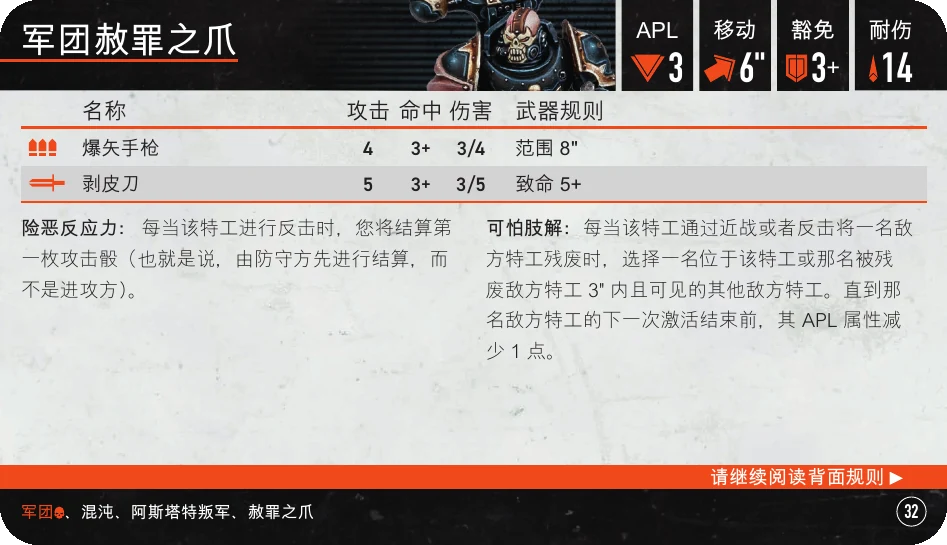 军团赦罪之爪
APL 移动 豁免 耐伤
3 6" 3+ 14
名称 攻击 命中 伤害 武器规则
爆矢手枪 4 3+ 3/4 范围 8"
剥皮刀 5 3+ 3/5 致命 5+
险恶反应力： 每当该特工进行反击时，您将结算第
一枚攻击骰（也就是说，由防守方先进行结算，而
不是进攻方）。
可怕肢解： 每当该特工通过近战或者反击将一名敌
方特工残废时，选择一名位于该特工或那名被残
废敌方特工 3" 内且可见的其他敌方特工。直到那
名敌方特工的下一次激活结束前，其 APL 属性减
少 1 点。
请继续阅读背面规则 ▶
军团、混沌、阿斯塔特叛军、赦罪之爪
32